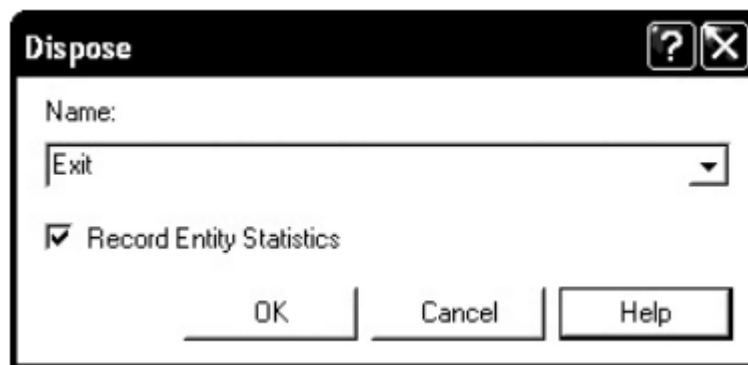 Dispose
Name:
Exit
Record Entity Statistics
OK Cancel Help